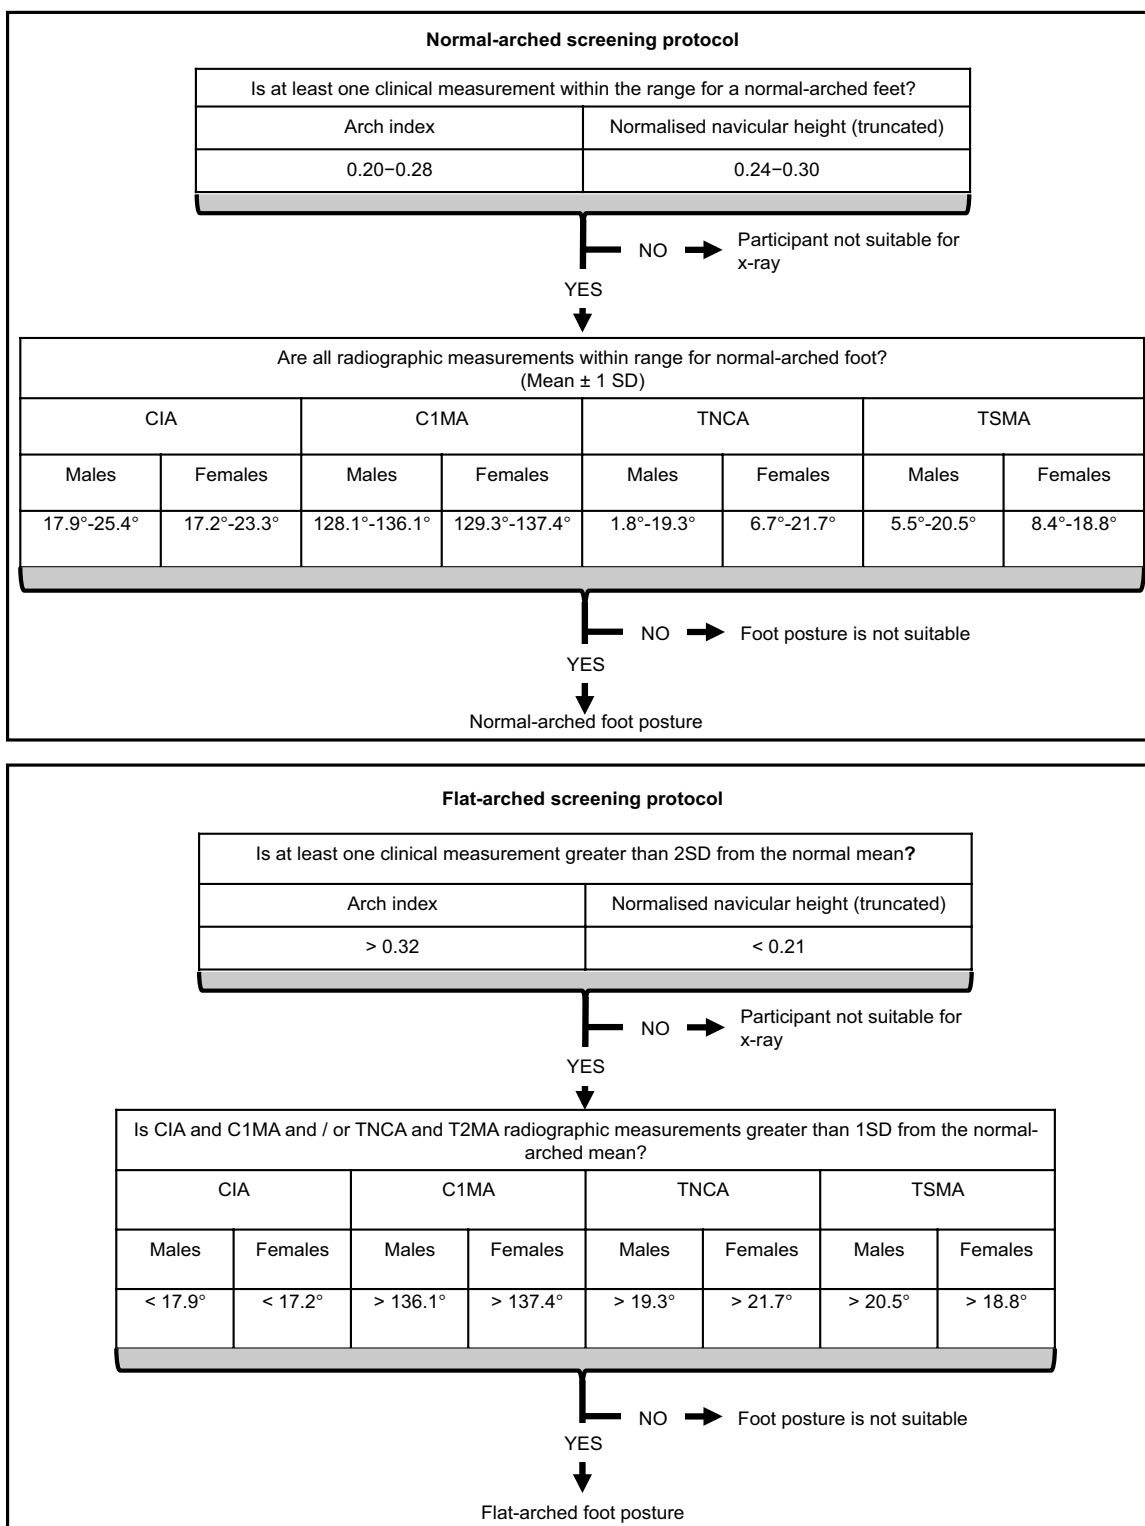 Normal-arched screening protocol
Is at least one clinical measurement within the range for a normal-arched feet?
Arch index
Normalised navicular height (truncated)
0.20−0.28
0.24−0.30
NO
Participant not suitable for
x-ray
YES
Are all radiographic measurements within range for normal-arched foot?
(Mean ± 1 SD)
CIA
C1MA
TNCA
TSMA
Males
Females
Males
Females
Males
Females
Males
Females
17.9°-25.4°
17.2°-23.3°
128.1°-136.1°
129.3°-137.4°
1.8°-19.3°
6.7°-21.7°
5.5°-20.5°
8.4°-18.8°
NO
Foot posture is not suitable
YES
Normal-arched foot posture
Flat-arched screening protocol
Is at least one clinical measurement greater than 2SD from the normal mean?
Arch index
Normalised navicular height (truncated)
> 0.32
< 0.21
NO
Participant not suitable for
x-ray
YES
Is CIA and C1MA and / or TNCA and T2MA radiographic measurements greater than 1SD from the normal-
arched mean?
CIA
C1MA
TNCA
TSMA
Males
Females
Males
Females
Males
Females
Males
Females
< 17.9°
< 17.2°
> 136.1°
> 137.4°
> 19.3°
> 21.7°
> 20.5°
> 18.8°
NO
Foot posture is not suitable
YES
Flat-arched foot posture